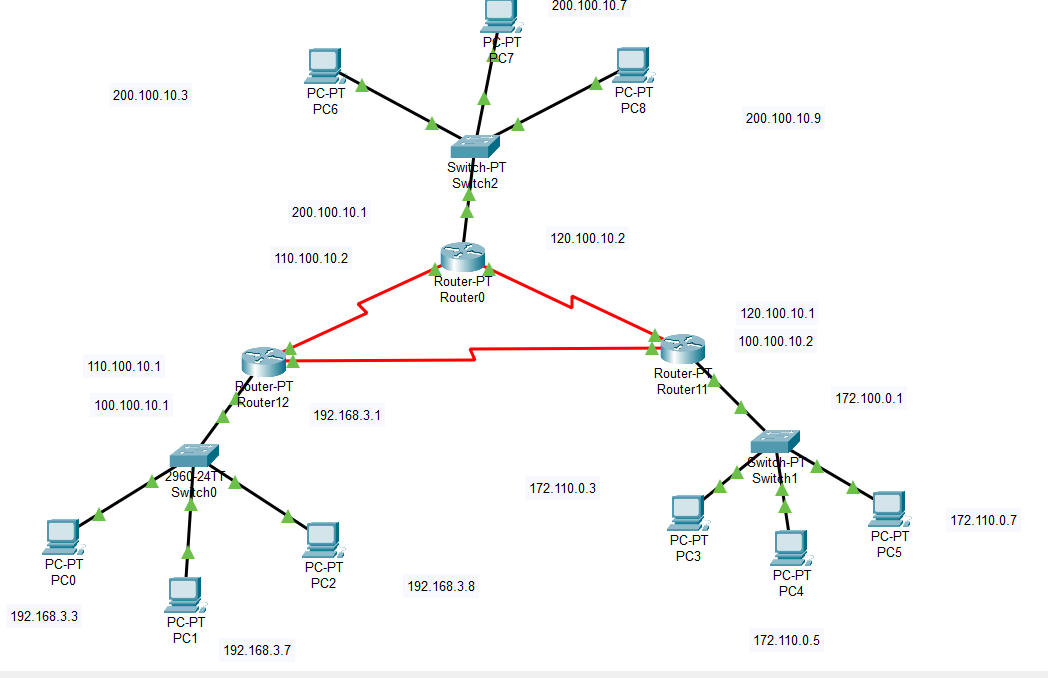 200.100.10.7
PC-PT
PC7
PC-PT
PC6
PC-PT
PC8
200.100.10.3
200.100.10.9
Switch-PT
Switch2
200.100.10.1
120.100.10.2
110.100.10.2
Router-PT
Router0
120.100.10.1
100.100.10.2
110.100.10.1
Router-PT
Router12
Router-PT
Router11
100.100.10.1
192.168.3.1
172.100.0.1
2960-24TT
Switch0
Switch-PT
Switch1
172.110.0.3
172.110.0.7
PC-PT
PC3
PC-PT
PC5
PC-PT
PC0
PC-PT
PC2
PC-PT
PC4
192.168.3.8
192.168.3.3
PC-PT
PC1
172.110.0.5
192.168.3.7